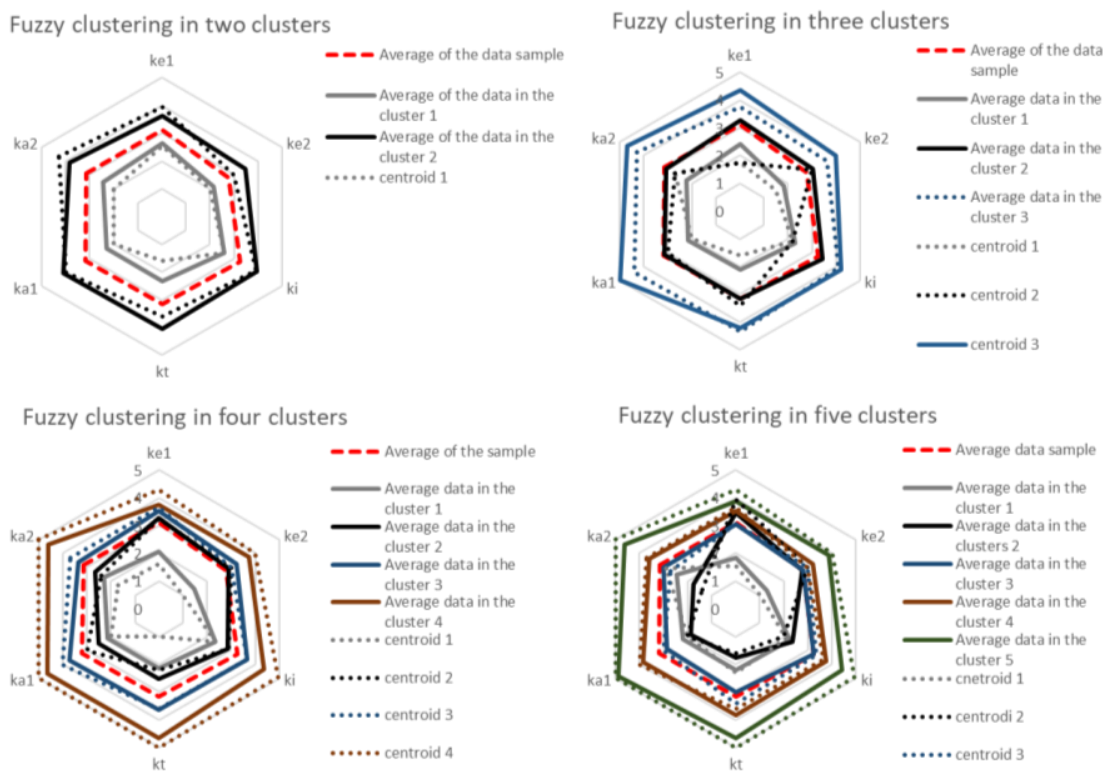 Fuzzy clustering in two clusters
ke1
ke2
ki
kt
ka1
ka2
Average of the data sample
Average of the data in the
cluster 1
Average of the data in the
cluster 2
centroid 1
Fuzzy clustering in three clusters
ke1
5
4
3
2
1
0
ke2
ki
kt
ka1
ka2
Average of the data
sample
Average data in the
cluster 1
Average data in the
cluster 2
Average data in the
cluster 3
centroid 1
centroid 2
centroid 3
Fuzzy clustering in four clusters
ke1
5
4
3
2
1
0
ke2
ki
kt
ka1
ka2
Average of the sample
Average data in the
cluster 1
Average data in the
cluster 2
Average data in the
cluster 3
Average data in the
cluster 4
centroid 1
centroid 2
centroid 3
centroid 4
Fuzzy clustering in five clusters
ke1
5
4
3
2
1
0
ke2
ki
kt
ka1
ka2
Average data sample
Average data in the
cluster 1
Average data in the
clusters 2
Average data in the
cluster 3
Average data in the
cluster 4
Average data in the
cluster 5
cnetroid 1
centrodi 2
centroid 3